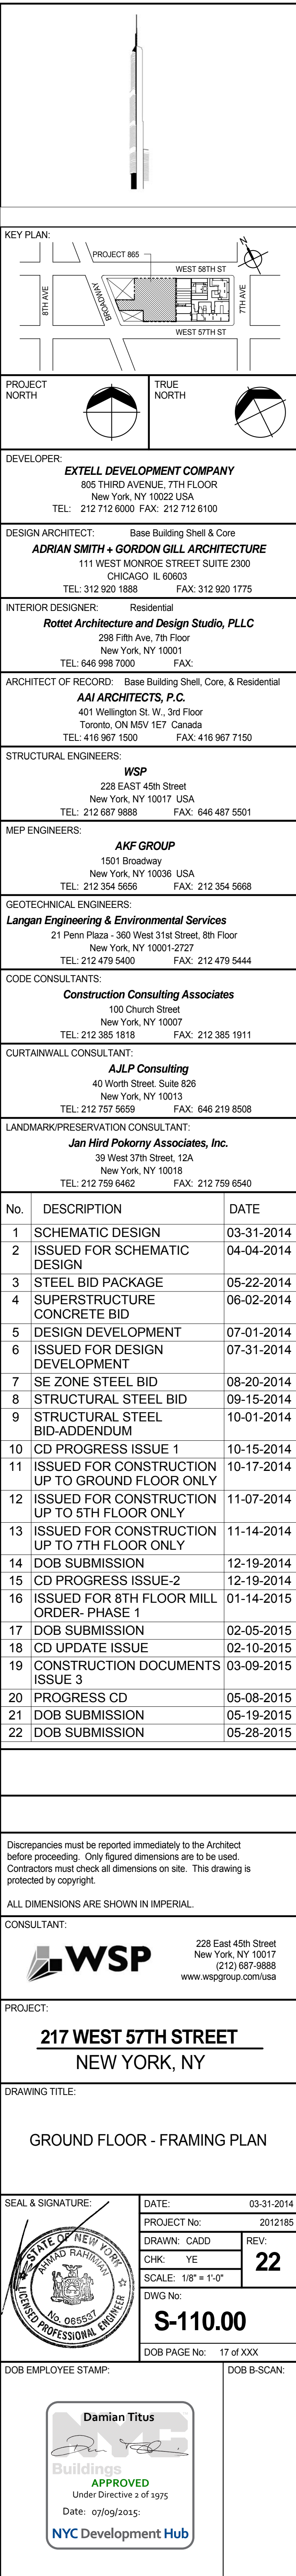 KEY PLAN:
N
PROJECT 865
WEST 58TH ST
8TH AVE
BROADWAY
7TH AVE
WEST 57TH ST
PROJECT NORTH
TRUE NORTH
DEVELOPER:
EXTELL DEVELOPMENT COMPANY
805 THIRD AVENUE, 7TH FLOOR
New York, NY 10022 USA
TEL: 212 712 6000 FAX: 212 712 6100
DESIGN ARCHITECT: Base Building Shell & Core
ADRIAN SMITH + GORDON GILL ARCHITECTURE
111 WEST MONROE STREET SUITE 2300
CHICAGO IL 60603
TEL: 312 920 1888 FAX: 312 920 1775
INTERIOR DESIGNER: Residential
Rottet Architecture and Design Studio, PLLC
298 Fifth Ave, 7th Floor
New York, NY 10001
TEL: 646 998 7000 FAX:
ARCHITECT OF RECORD: Base Building Shell, Core, & Residential
AAI ARCHITECTS, P.C.
401 Wellington St. W., 3rd Floor
Toronto, ON M5V 1E7 Canada
TEL: 416 967 1500 FAX: 416 967 7150
STRUCTURAL ENGINEERS:
WSP
228 EAST 45th Street
New York, NY 10017 USA
TEL: 212 687 9888 FAX: 646 487 5501
MEP ENGINEERS:
AKF GROUP
1501 Broadway
New York, NY 10036 USA
TEL: 212 354 5656 FAX: 212 354 5668
GEOTECHNICAL ENGINEERS:
Langan Engineering & Environmental Services
21 Penn Plaza - 360 West 31st Street, 8th Floor
New York, NY 10001-2727
TEL: 212 479 5400 FAX: 212 479 5444
CODE CONSULTANTS:
Construction Consulting Associates
100 Church Street
New York, NY 10007
TEL: 212 385 1818 FAX: 212 385 1911
CURTAINWALL CONSULTANT:
AJLP Consulting
40 Worth Street. Suite 826
New York, NY 10013
TEL: 212 757 5659 FAX: 646 219 8508
LANDMARK/PRESERVATION CONSULTANT:
Jan Hird Pokorny Associates, Inc.
39 West 37th Street, 12A
New York, NY 10018
TEL: 212 759 6462 FAX: 212 759 6540
No. DESCRIPTION DATE
1 SCHEMATIC DESIGN 03-31-2014
2 ISSUED FOR SCHEMATIC 04-04-2014
DESIGN
3 STEEL BID PACKAGE 05-22-2014
4 SUPERSTRUCTURE 06-02-2014
CONCRETE BID
5 DESIGN DEVELOPMENT 07-01-2014
6 ISSUED FOR DESIGN 07-31-2014
DEVELOPMENT
7 SE ZONE STEEL BID 08-20-2014
8 STRUCTURAL STEEL BID 09-15-2014
9 STRUCTURAL STEEL 10-01-2014
BID-ADDENDUM
10 CD PROGRESS ISSUE 1 10-15-2014
11 ISSUED FOR CONSTRUCTION 10-17-2014
UP TO GROUND FLOOR ONLY
12 ISSUED FOR CONSTRUCTION 11-07-2014
UP TO 5TH FLOOR ONLY
13 ISSUED FOR CONSTRUCTION 11-14-2014
UP TO 7TH FLOOR ONLY
14 DOB SUBMISSION 12-19-2014
15 CD PROGRESS ISSUE-2 12-19-2014
16 ISSUED FOR 8TH FLOOR MILL 01-14-2015
ORDER- PHASE 1
17 DOB SUBMISSION 02-05-2015
18 CD UPDATE ISSUE 02-10-2015
19 CONSTRUCTION DOCUMENTS 03-09-2015
ISSUE 3
20 PROGRESS CD 05-08-2015
21 DOB SUBMISSION 05-19-2015
22 DOB SUBMISSION 05-28-2015
Discrepancies must be reported immediately to the Architect
before proceeding. Only figured dimensions are to be used.
Contractors must check all dimensions on site. This drawing is
protected by copyright.
ALL DIMENSIONS ARE SHOWN IN IMPERIAL.
CONSULTANT:
WSP
228 East 45th Street
New York, NY 10017
(212) 687-9888
www.wspgroup.com/usa
PROJECT:
217 WEST 57TH STREET
NEW YORK, NY
DRAWING TITLE:
GROUND FLOOR - FRAMING PLAN
SEAL & SIGNATURE:
STATE OF NEW YORK
AHMAD RAHIMIAN
No. 065537
LICENSED PROFESSIONAL ENGINEER
DATE: 03-31-2014
PROJECT No: 2012185
DRAWN: CADD
CHK: YE
SCALE: 1/8" = 1'-0"
REV:
22
DWG No:
S-110.00
DOB PAGE No: 17 of XXX
DOB EMPLOYEE STAMP:
DOB B-SCAN:
Damian Titus
NYC
Buildings
APPROVED
Under Directive 2 of 1975
Date: 07/09/2015:
NYC Development Hub